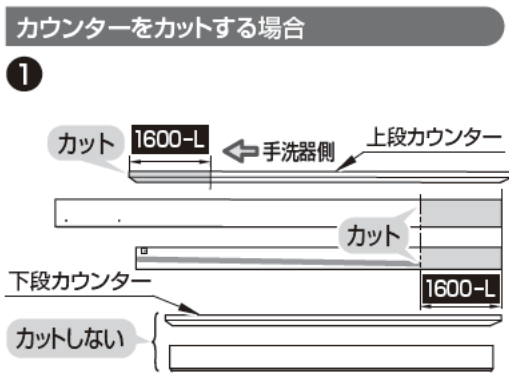 カウンターをカットする場合
1
カット 1600-L 手洗器側 上段カウンター
カット
1600-L
下段カウンター
カットしない